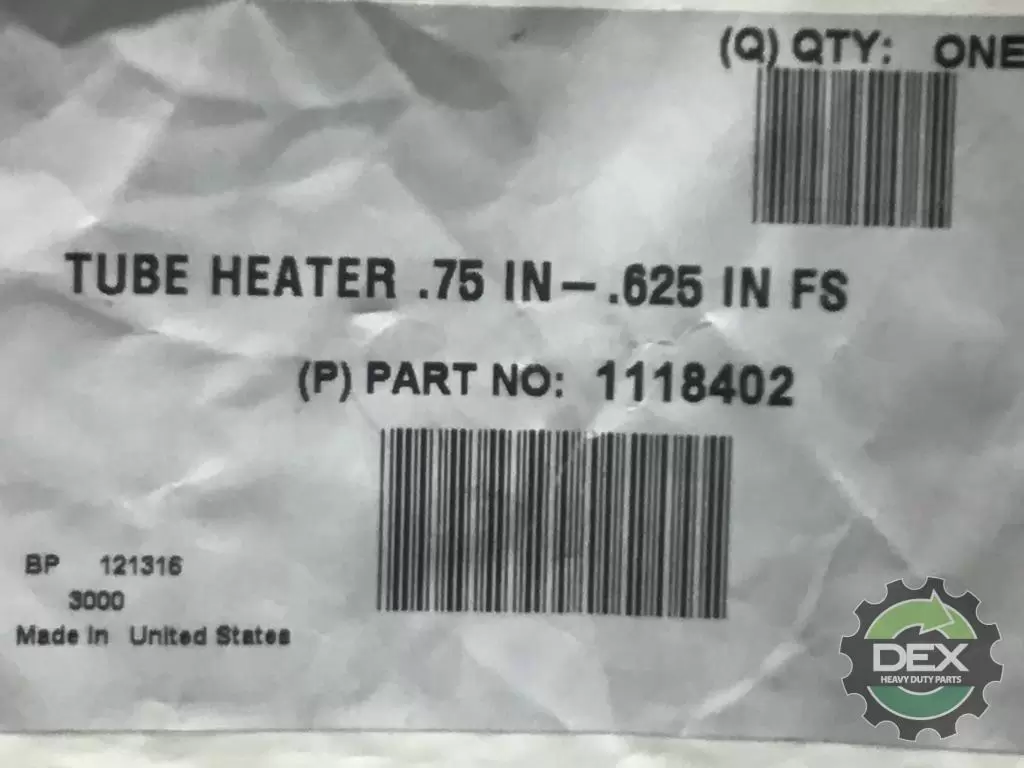 (Q) QTY: ONE
TUBE HEATER .75 IN- .625 IN FS
(P) PART NO: 1118402
BP 121316
3000
Made In United States
DEX
HEAVY DUTY PARTS